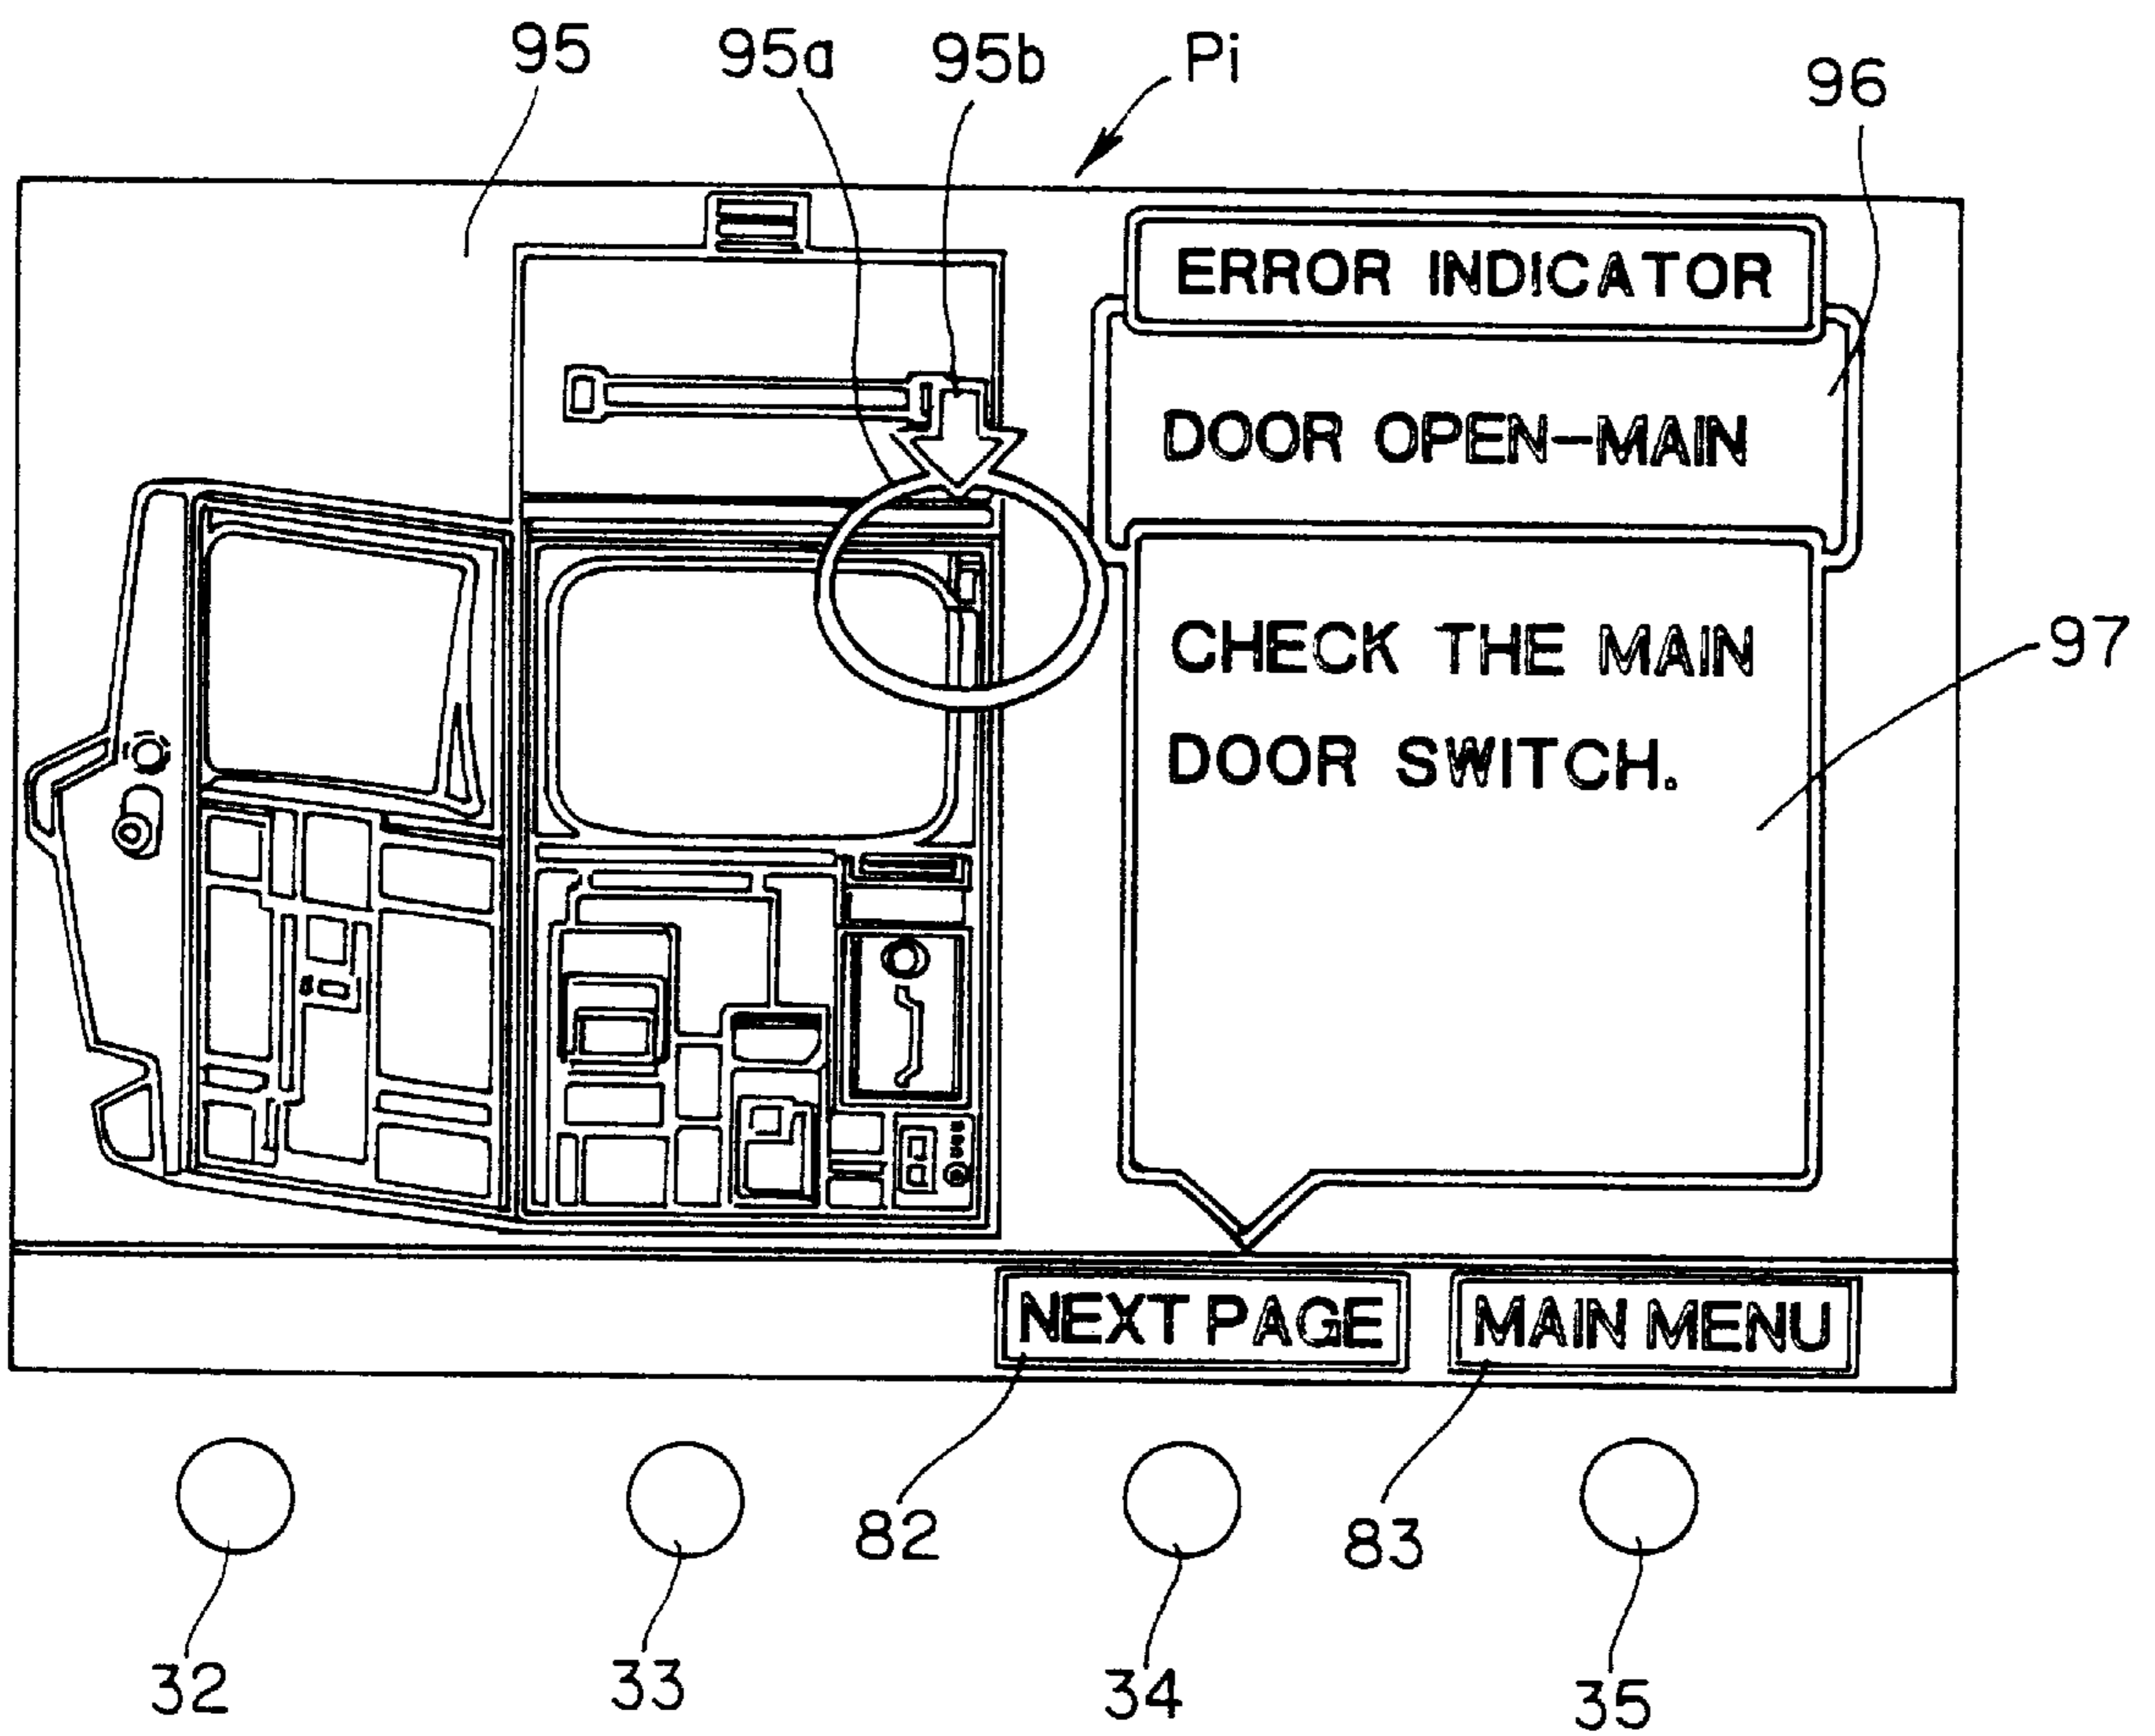 95 95a 95b Pi 96
ERROR INDICATOR
DOOR OPEN-MAIN
CHECK THE MAIN
DOOR SWITCH.
97
NEXT PAGE MAIN MENU
82 83
32 33 34 35